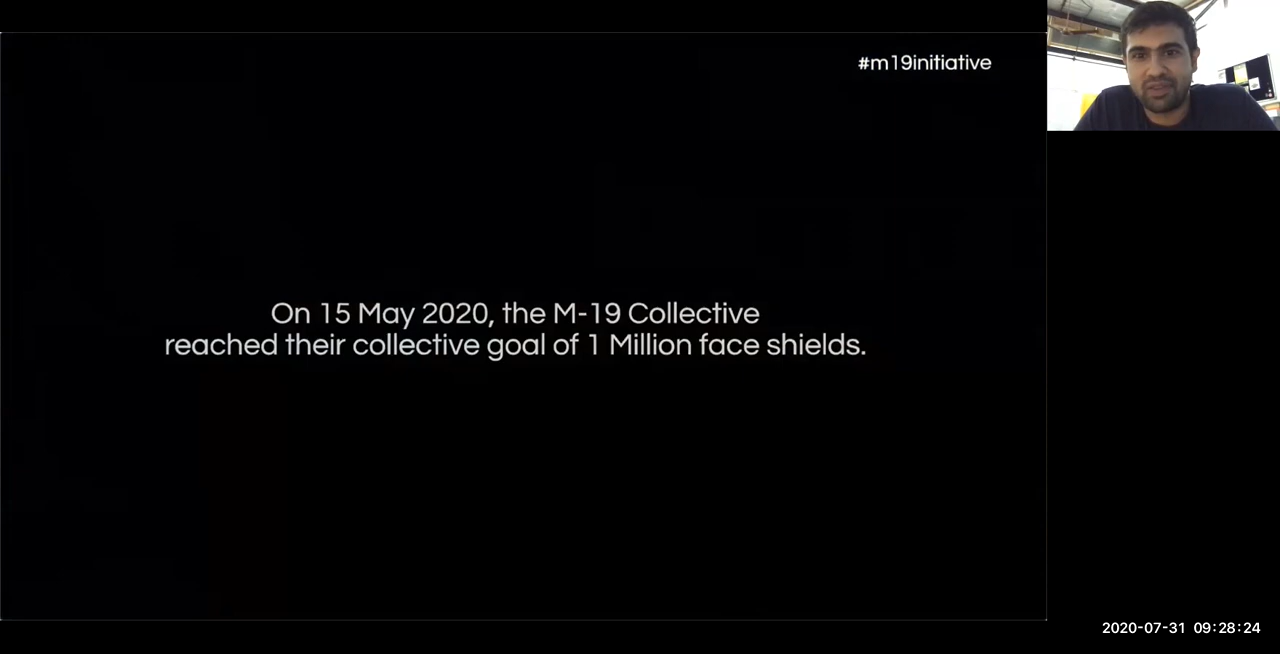 #m19initiative
On 15 May 2020, the M-19 Collective
reached their collective goal of 1 Million face shields.
2020-07-31 09:28:24